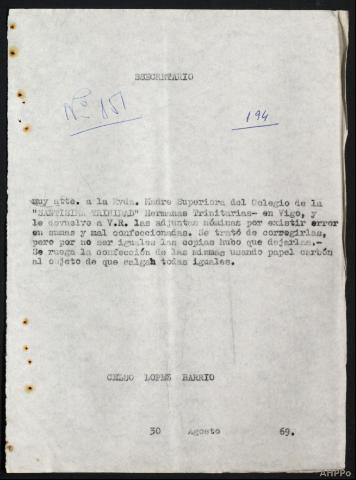 SSECRETARIO
Nº 151
194
muy atte. a la Rvda. Madre Superiora del Colegio de la
"SANTISIMA TRINIDAD" Hermanas Trinitarias- en Vigo, y
le devuelve a V.R. las adjuntas nóminas por existir error
en sumas y mal confeccionadas. Se trató de corregirlas,
pero por no ser iguales las copias hubo que dejarlas.-
Se ruega la confección de las mismas usando papel carbón
al objeto de que salgan todas iguales.
CELSO LOPEZ BARRIO
30 Agosto 69.
AHPPo